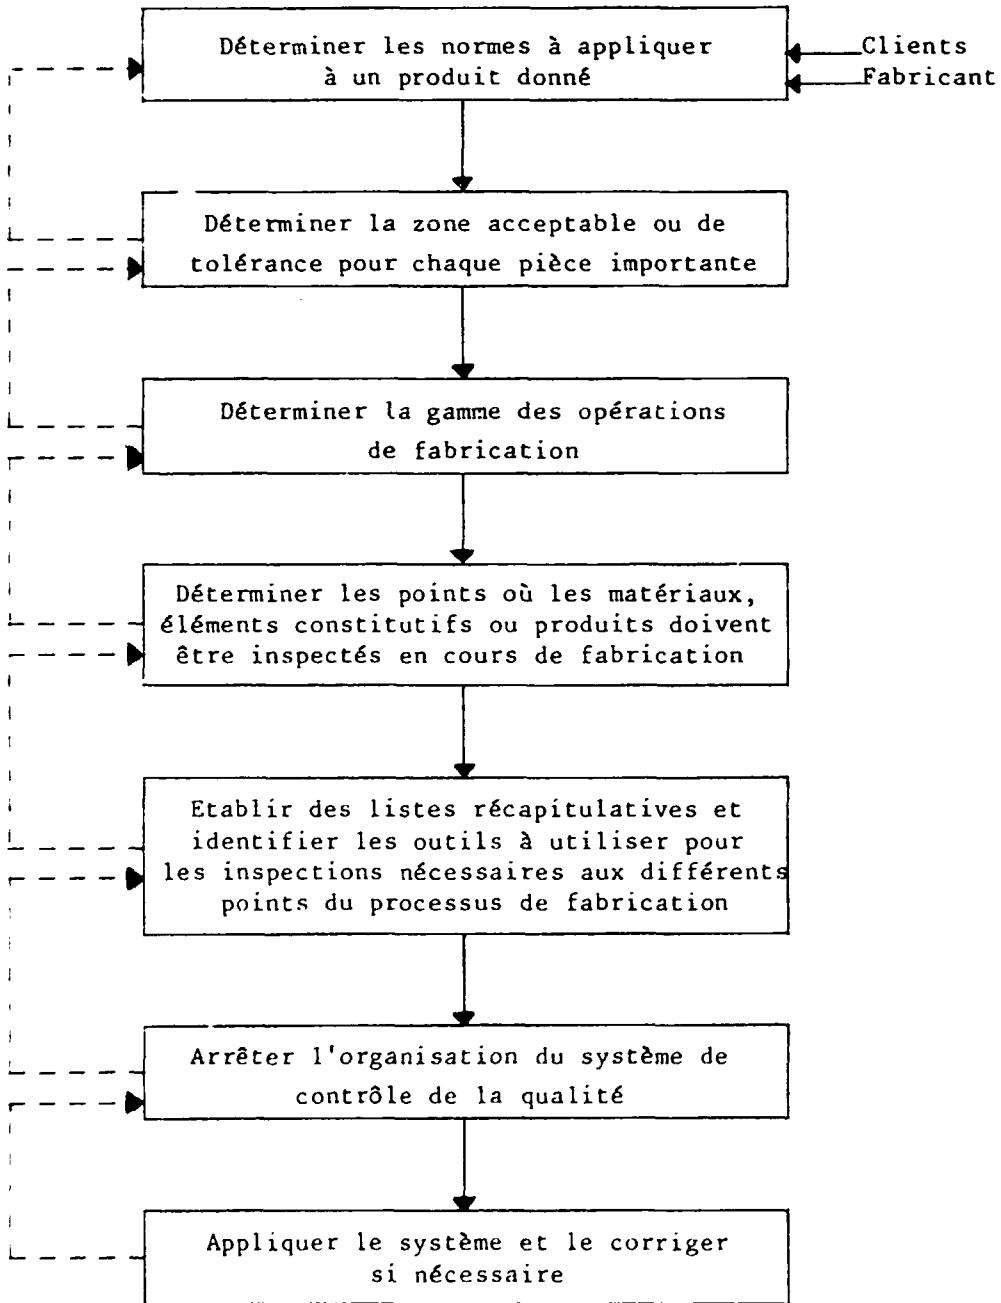 Déterminer les normes à appliquer
à un produit donné
Clients
Fabricant
Déterminer la zone acceptable ou de
tolérance pour chaque pièce importante
Déterminer la gamme des opérations
de fabrication
Déterminer les points où les matériaux,
éléments constitutifs ou produits doivent
être inspectés en cours de fabrication
Etablir des listes récapitulatives et
identifier les outils à utiliser pour
les inspections nécessaires aux différents
points du processus de fabrication
Arrêter l'organisation du système de
contrôle de la qualité
Appliquer le système et le corriger
si nécessaire